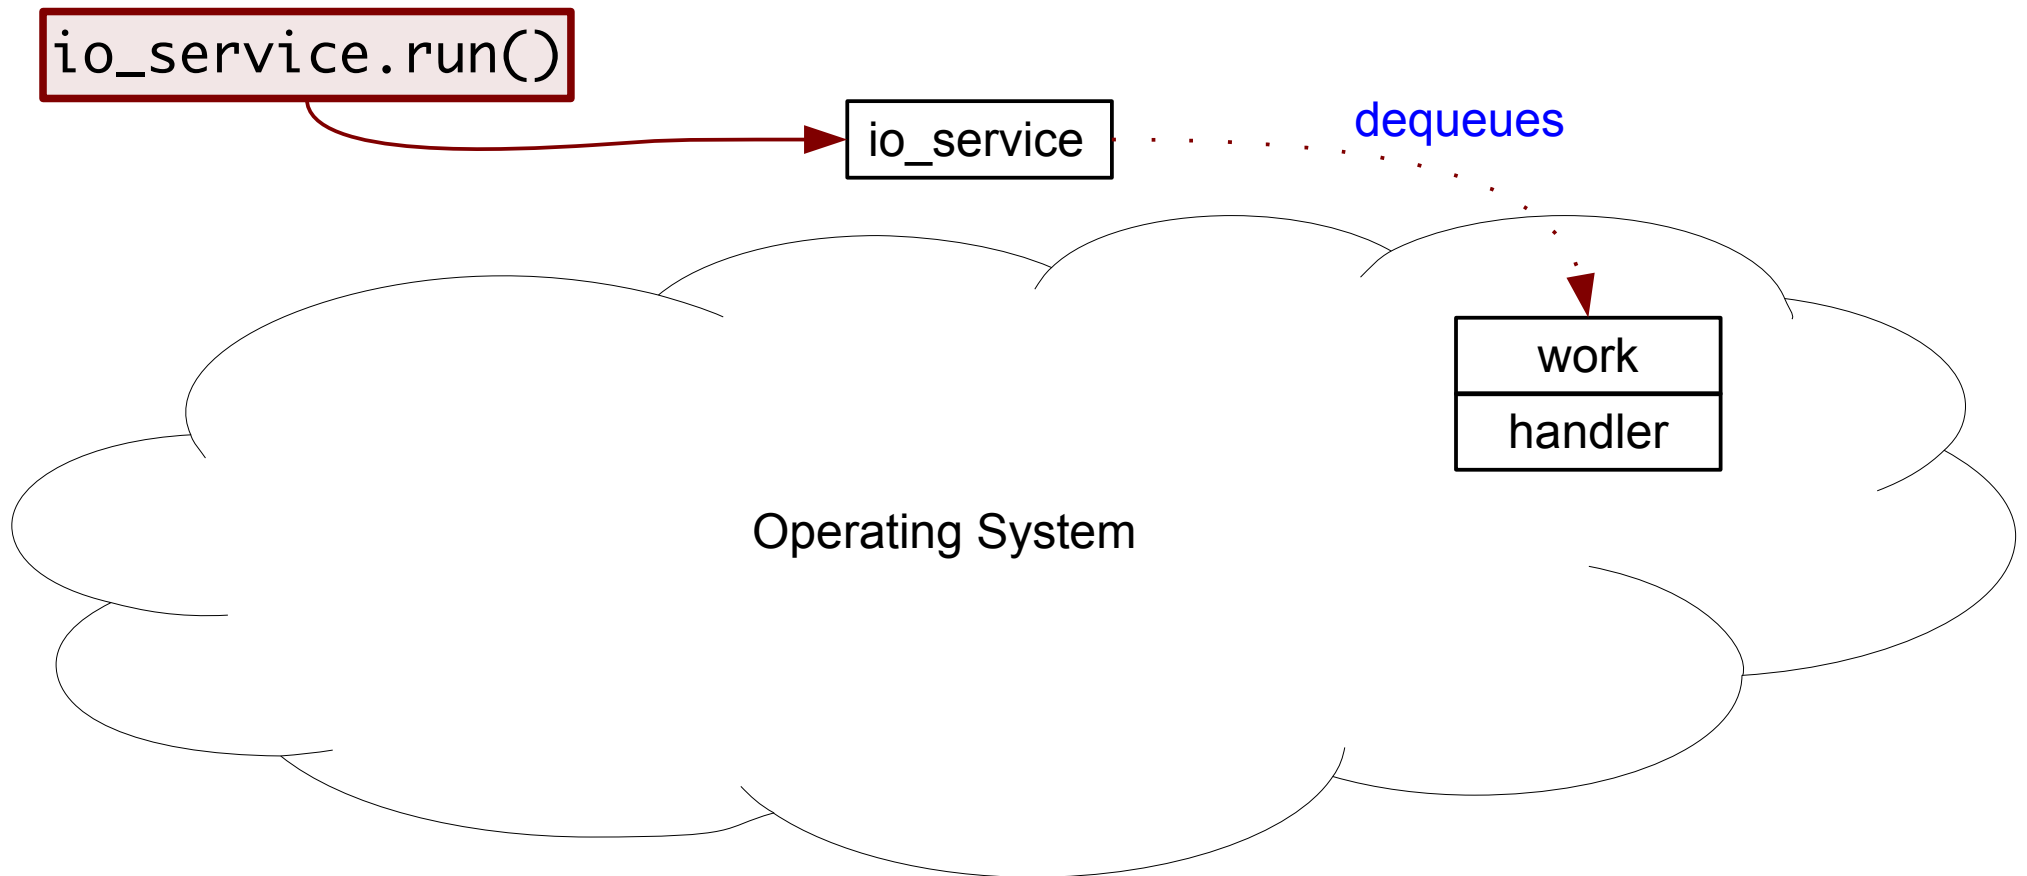 io_service.run()
io_service
dequeues
work
handler
Operating System